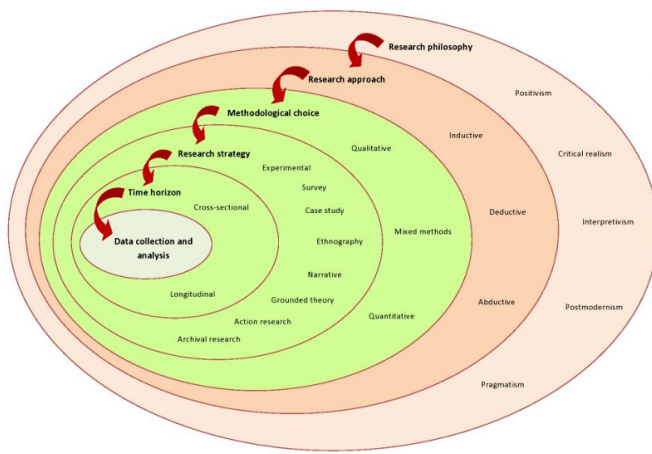 Research philosophy
Positivism
Critical realism
Interpretivism
Postmodernism
Pragmatism
Research approach
Inductive
Deductive
Abductive
Methodological choice
Qualitative
Mixed methods
Quantitative
Research strategy
Experimental
Survey
Case study
Ethnography
Narrative
Grounded theory
Action research
Archival research
Time horizon
Cross-sectional
Longitudinal
Data collection and
analysis